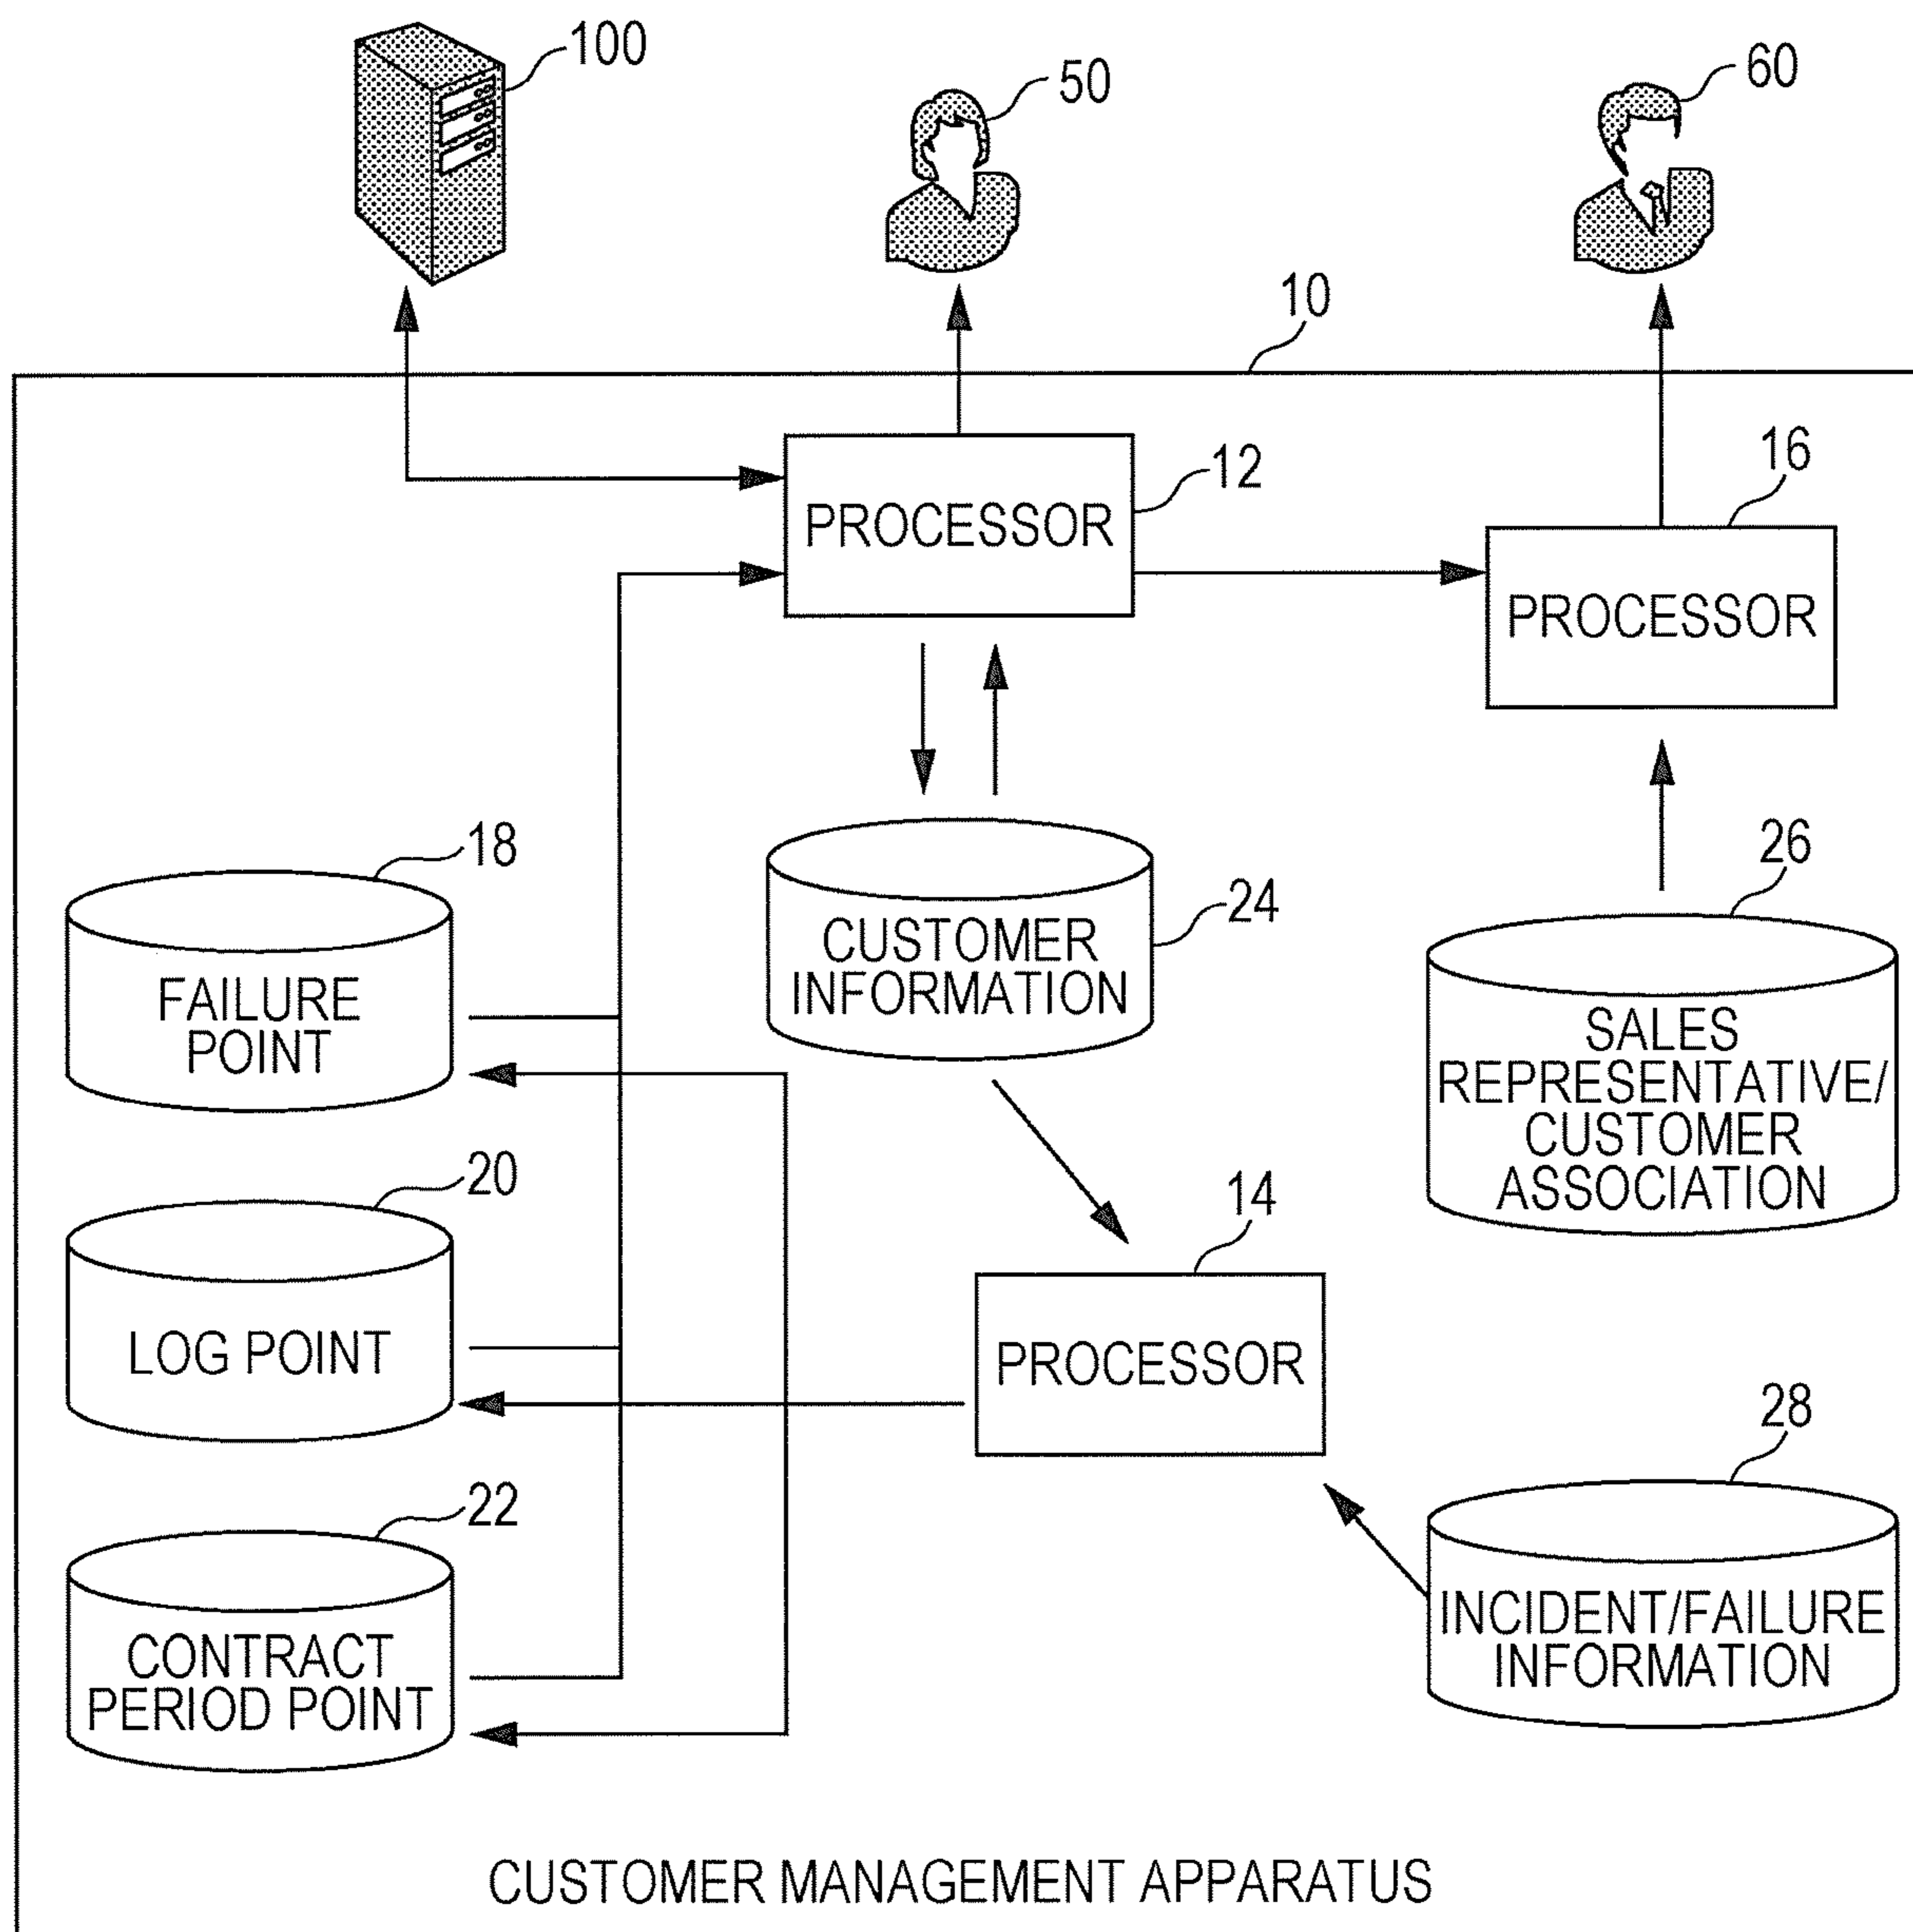 100
50
60
10
12
PROCESSOR
16
PROCESSOR
18
FAILURE
POINT
24
CUSTOMER
INFORMATION
26
SALES
REPRESENTATIVE/
CUSTOMER
ASSOCIATION
20
LOG POINT
14
PROCESSOR
22
CONTRACT
PERIOD POINT
28
INCIDENT/FAILURE
INFORMATION
CUSTOMER MANAGEMENT APPARATUS